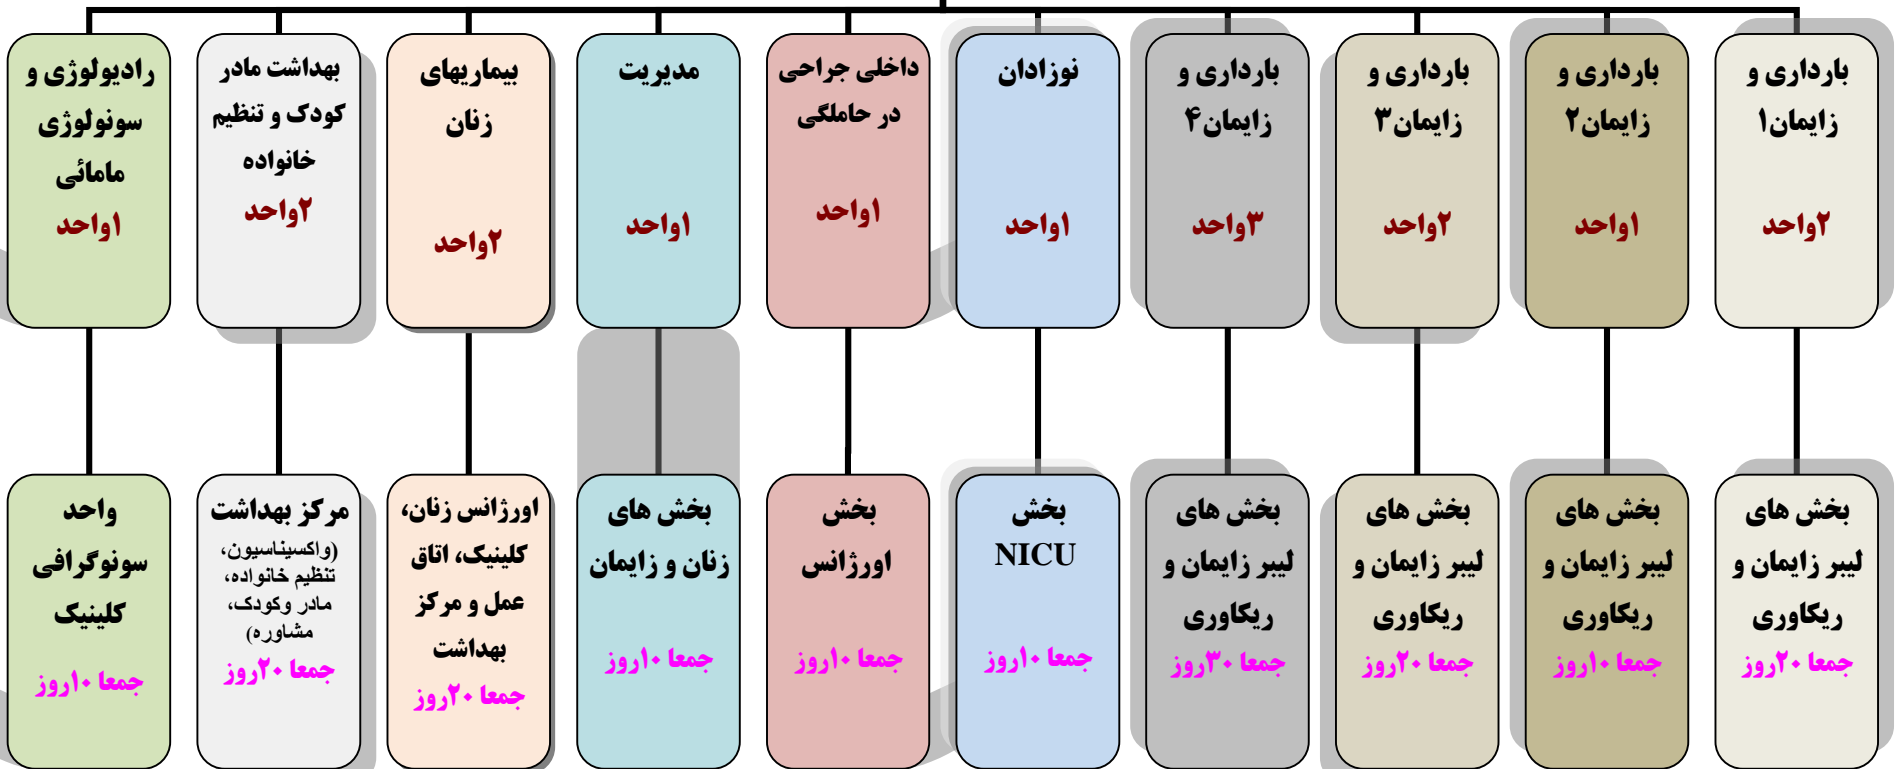 بارداری و
زایمان۱
۲واحد
بارداری و
زایمان۲
۱واحد
بارداری و
زایمان۳
۲واحد
بارداری و
زایمان۴
۳واحد
نوزادان
۱واحد
داخلی جراحی
در حاملگی
۱واحد
مدیریت
۱واحد
بیماریهای
زنان
۲واحد
بهداشت مادر
کودک و تنظیم
خانواده
۲واحد
رادیولوژی و
سونولوژی
مامائی
۱واحد
بخش های
لیبر زایمان و
ریکاوری
جمعا ۲۰روز
بخش های
لیبر زایمان و
ریکاوری
جمعا ۱۰روز
بخش های
لیبر زایمان و
ریکاوری
جمعا ۲۰روز
بخش های
لیبر زایمان و
ریکاوری
جمعا ۳۰روز
بخش
NICU
جمعا ۱۰روز
بخش
اورژانس
جمعا ۱۰روز
بخش های
زنان و زایمان
جمعا ۱۰روز
اورژانس زنان،
کلینیک، اتاق
عمل و مرکز
بهداشت
جمعا ۲۰روز
مرکز بهداشت
(واکسیناسیون،
تنظیم خانواده،
مادر وکودک،
مشاوره)
جمعا ۲۰روز
واحد
سونوگرافی
کلینیک
جمعا ۱۰روز